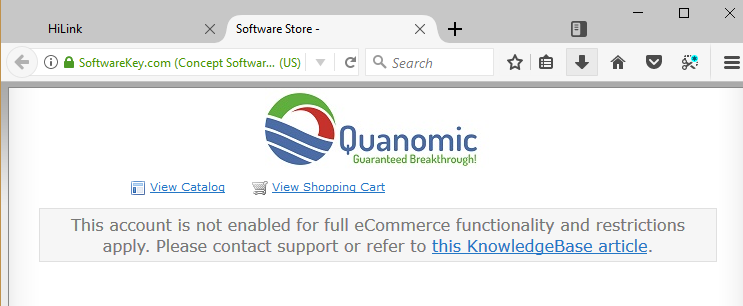 HiLink
Software Store -
SoftwareKey.com (Concept Softwar... (US)
Search
Quanomic
Guaranteed Breakthrough!
View Catalog
View Shopping Cart
This account is not enabled for full eCommerce functionality and restrictions
apply. Please contact support or refer to this KnowledgeBase article.